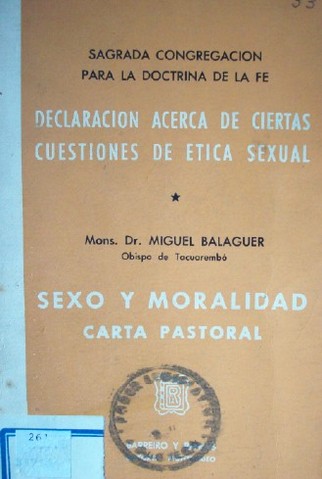 SAGRADA CONGREGACION
PARA LA DOCTRINA DE LA FE
DECLARACION ACERCA DE CIERTAS
CUESTIONES DE ETICA SEXUAL
Mons. Dr. MIGUEL BALAGUER
Obispo de Tacuarembó
SEXO Y MORALIDAD
CARTA PASTORAL
BARREIRO Y